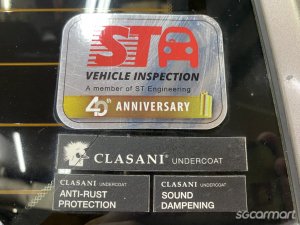 STA
VEHICLE INSPECTION
A member of ST Engineering
40th ANNIVERSARY
CLASANI UNDERCOAT
CLASANI UNDERCOAT
ANTI-RUST
PROTECTION
CLASANI UNDERCOAT
SOUND
DAMPENING
sgcarmart